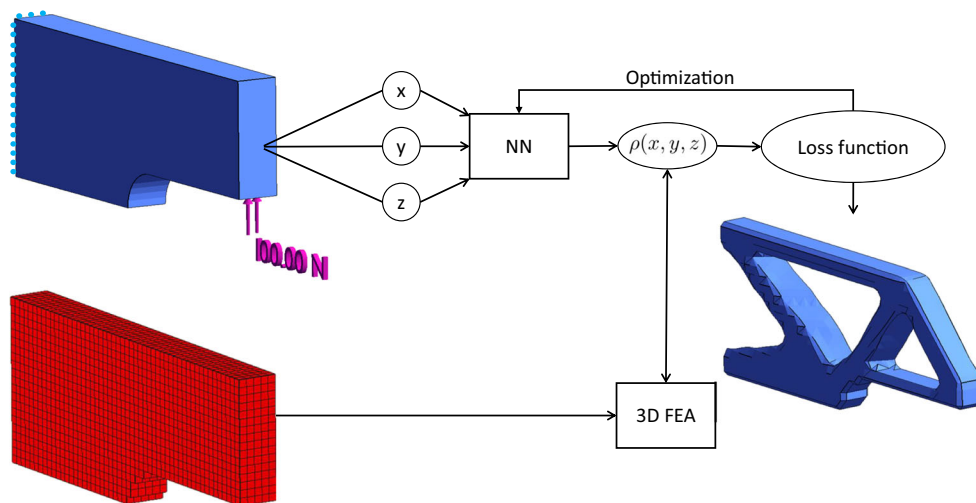 Optimization
x
y
z
NN
ρ(x, y, z)
Loss function
100.00 N
3D FEA